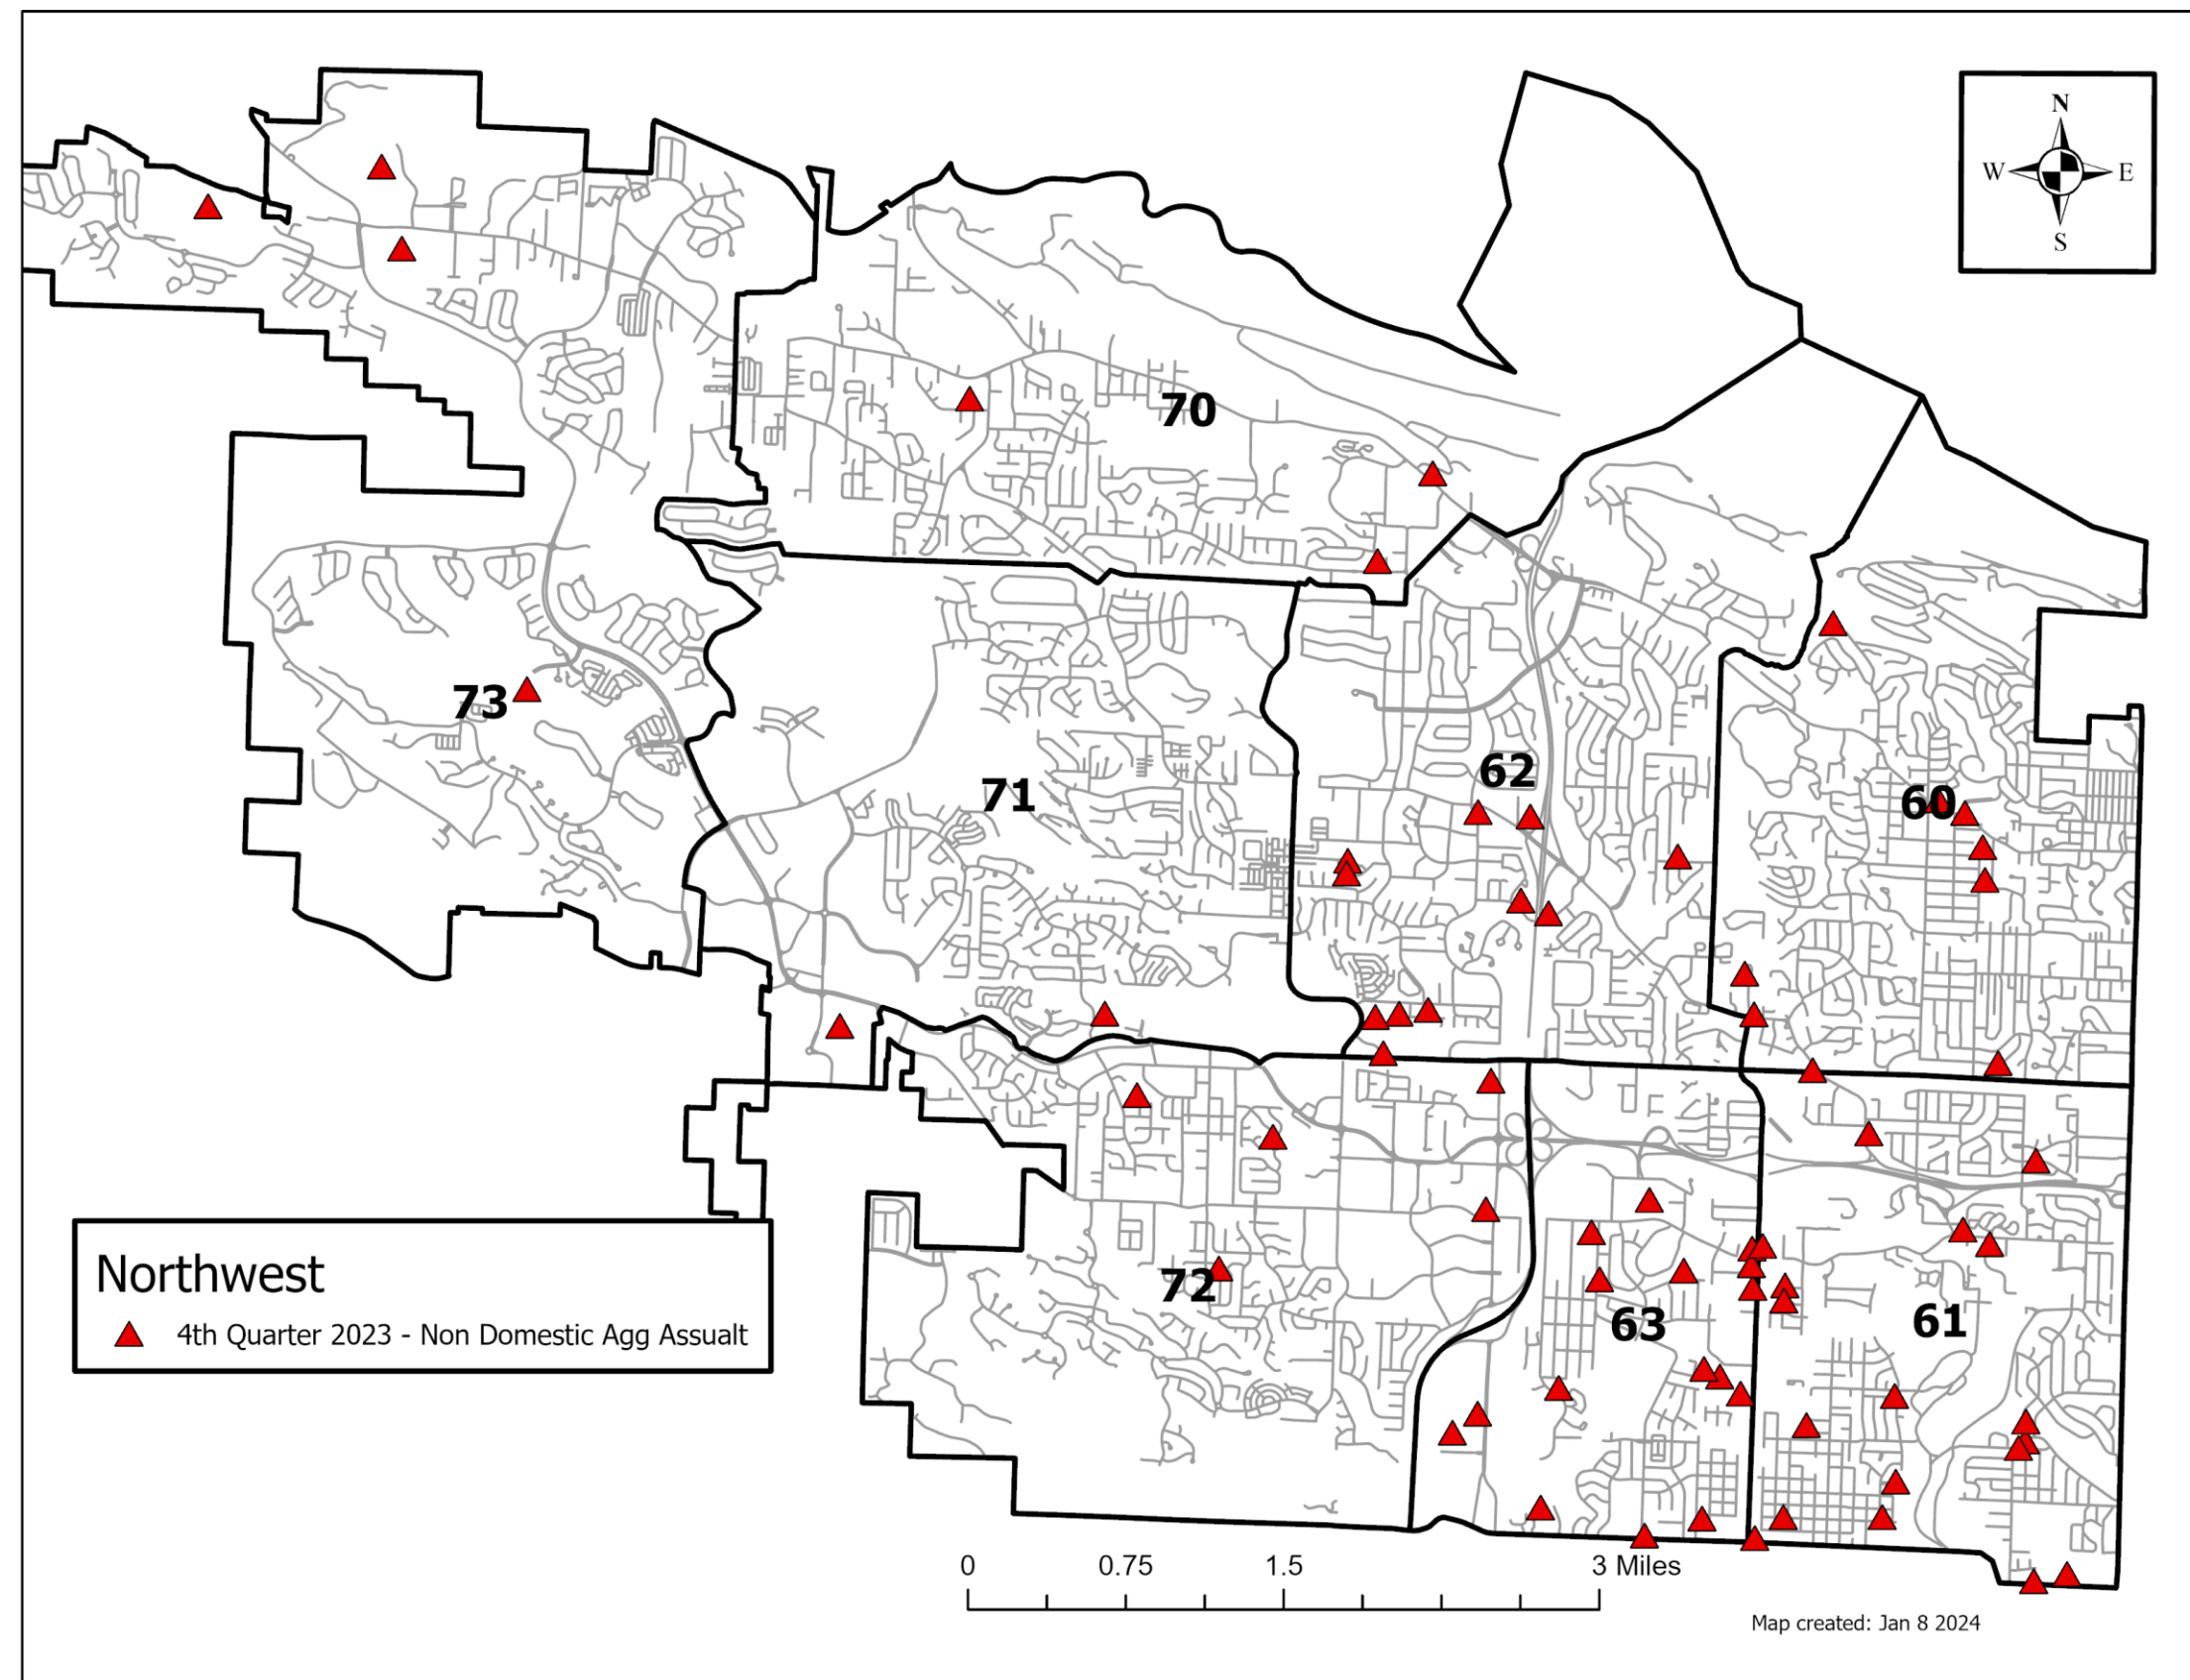 N
W E
S
70
73
62
71
60
Northwest
4th Quarter 2023 - Non Domestic Agg Assualt
72
63
61
0 0.75 1.5 3 Miles
Map created: Jan 8 2024